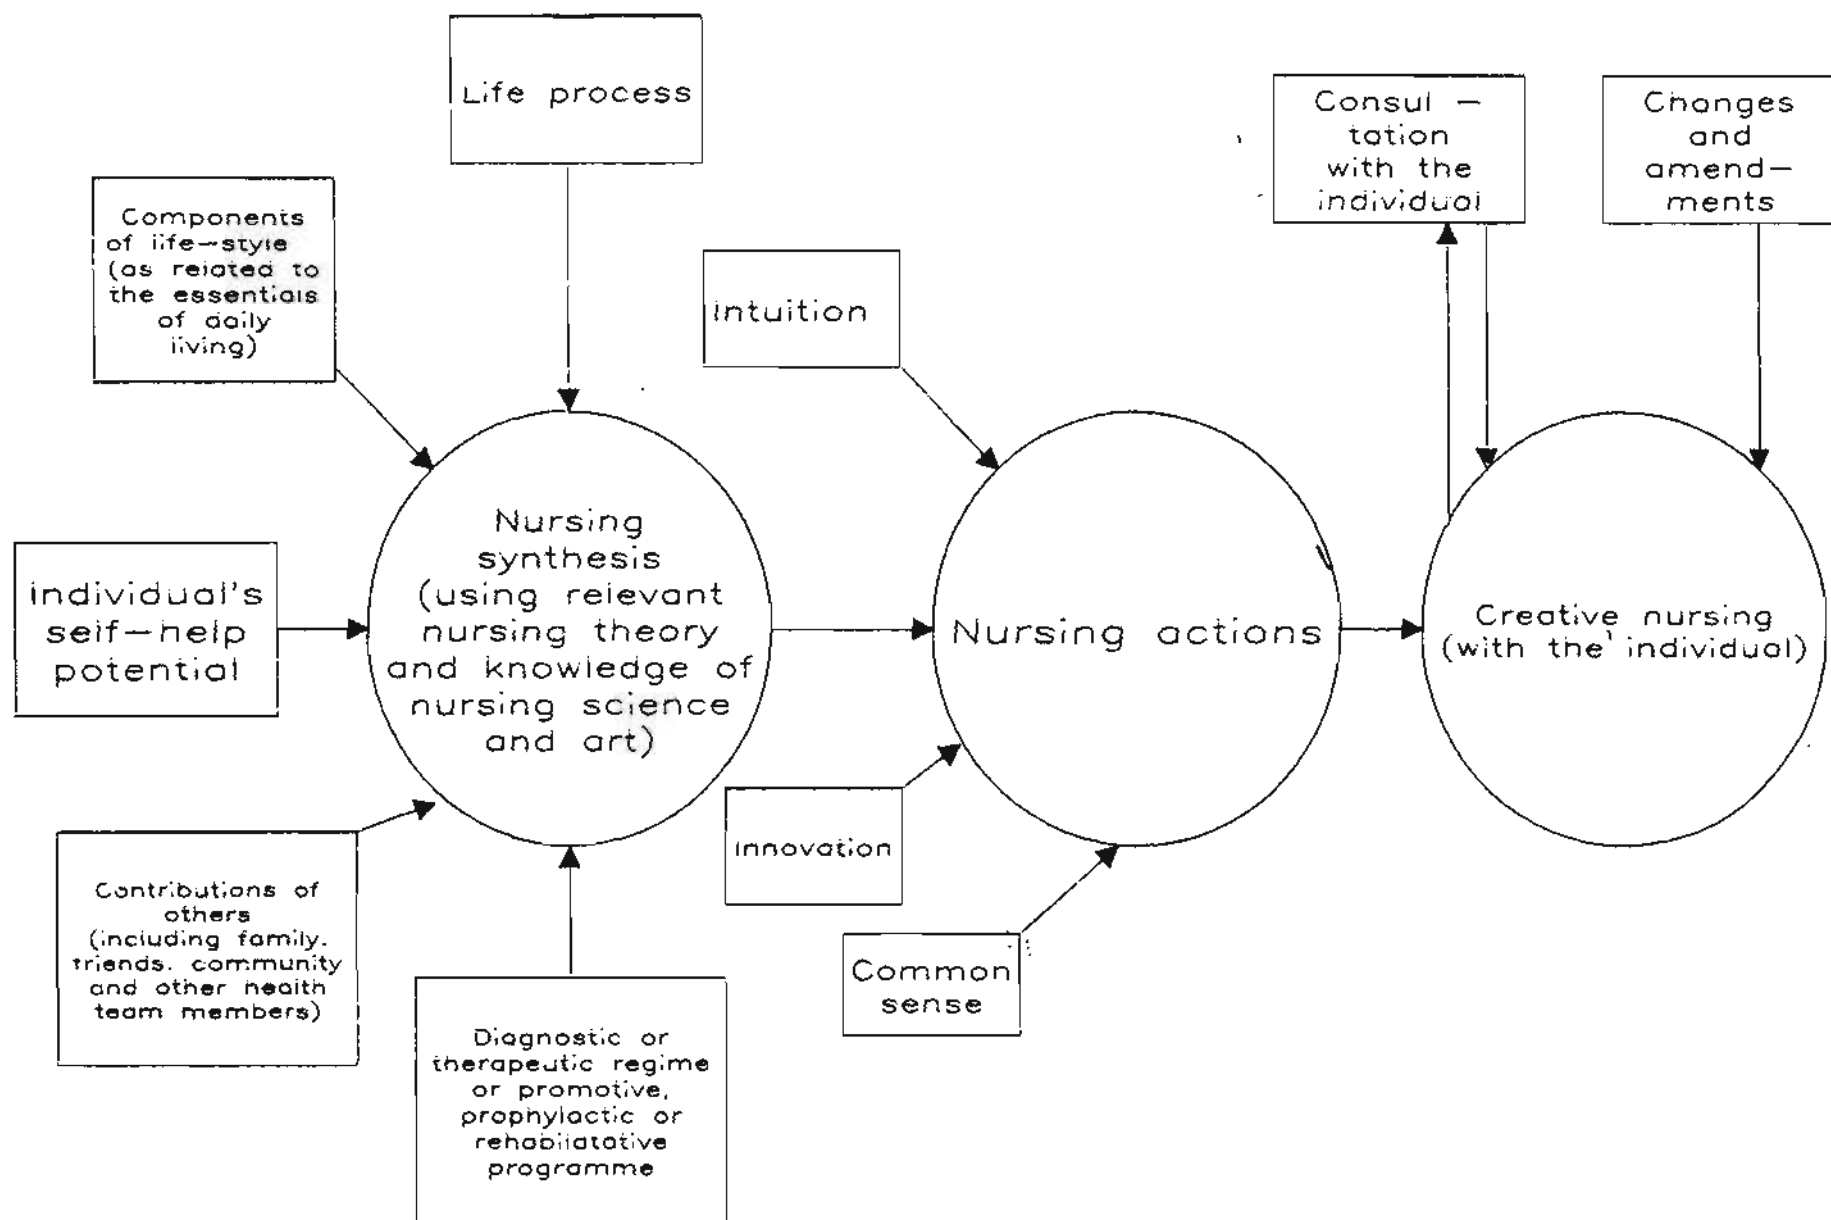 Life process
Consul -
tation
with the
individual
Changes
and
amend-
ments
Components
of life-style
(as related to
the essentials
of daily
living)
Intuition
Nursing
synthesis
(using relevant
nursing theory
and knowledge of
nursing science
and art)
Individual's
self-help
potential
Nursing actions
Creative nursing
(with the individual)
Innovation
Contributions of
others
(including family,
friends, community
and other health
team members)
Common
sense
Diagnostic or
therapeutic regime
or promotive,
prophylactic or
rehabilatative
programme